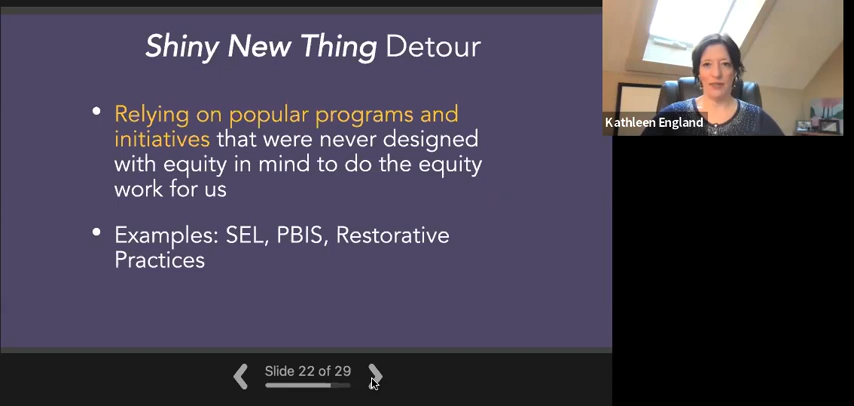 Shiny New Thing Detour
• Relying on popular programs and
initiatives that were never designed
with equity in mind to do the equity
work for us
• Examples: SEL, PBIS, Restorative
Practices
Slide 22 of 29
Kathleen England